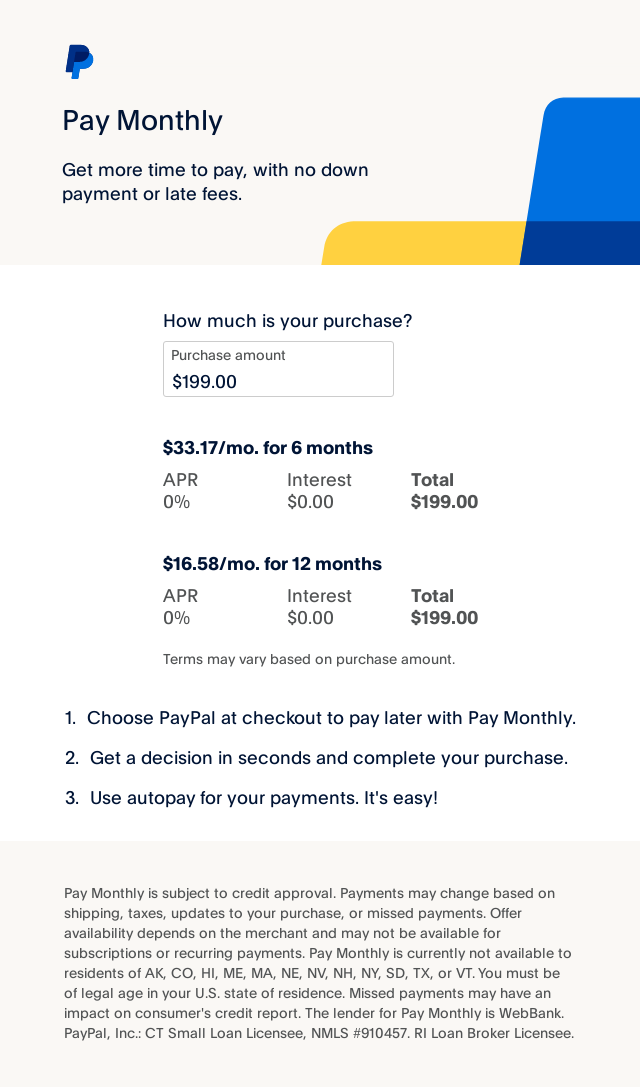 Pay Monthly
Get more time to pay, with no down
payment or late fees.
How much is your purchase?
Purchase amount
$199.00
$33.17/mo. for 6 months
APR Interest Total
0% $0.00 $199.00
$16.58/mo. for 12 months
APR Interest Total
0% $0.00 $199.00
Terms may vary based on purchase amount.
1. Choose PayPal at checkout to pay later with Pay Monthly.
2. Get a decision in seconds and complete your purchase.
3. Use autopay for your payments. It's easy!
Pay Monthly is subject to credit approval. Payments may change based on
shipping, taxes, updates to your purchase, or missed payments. Offer
availability depends on the merchant and may not be available for
subscriptions or recurring payments. Pay Monthly is currently not available to
residents of AK, CO, HI, ME, MA, NE, NV, NH, NY, SD, TX, or VT. You must be
of legal age in your U.S. state of residence. Missed payments may have an
impact on consumer's credit report. The lender for Pay Monthly is WebBank.
PayPal, Inc.: CT Small Loan Licensee, NMLS #910457. RI Loan Broker Licensee.